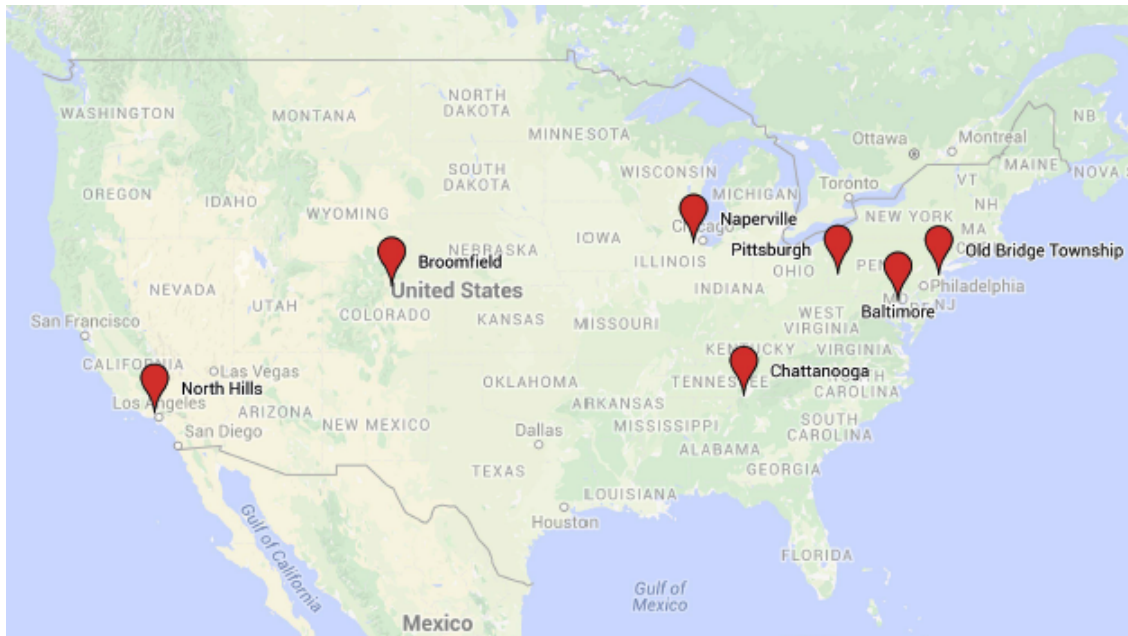 NB
WASHINGTON
NORTH
DAKOTA
MONTANA
MINNESOTA
Ottawa
Montreal
MAINE
NOVA S
SOUTH
DAKOTA
WISCONSIN
VT
OREGON
IDAHO
WYOMING
MICHIGAN
Toronto
NH
NEW YORK
MA
Naperville
Chicago
Pittsburgh
Old Bridge Township
IOWA
NEBRASKA
Broomfield
ILLINOIS
OHIO
PEN
INDIANA
NEVADA
United States
Philadelphia
UTAH
COLORADO
MD
NJ
Baltimore
WEST
VIRGINIA
San Francisco
KANSAS
MISSOURI
KENTUCKY
VIRGINIA
CALIFORNIA
Las Vegas
Chattanooga
North Hills
OKLAHOMA
TENNESSEE
NORTH
CAROLINA
Los Angeles
ARIZONA
NEW MEXICO
ARKANSAS
MISSISSIPPI
SOUTH
CAROLINA
San Diego
Dallas
ALABAMA
TEXAS
GEORGIA
LOUISIANA
Houston
Gulf of California
FLORIDA
Gulf of
Mexico
Mexico